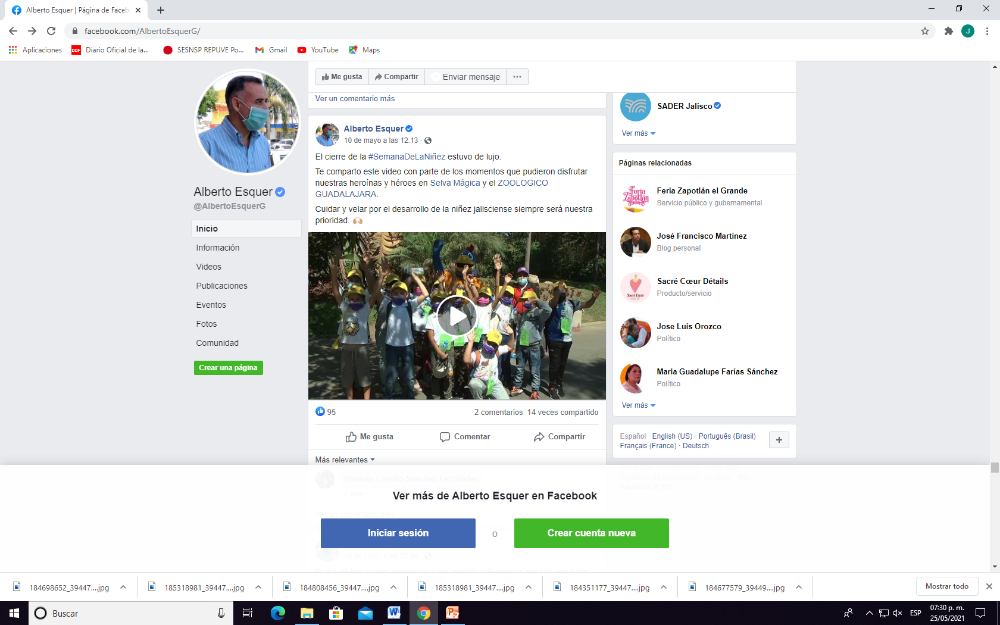 Alberto Esquer | Página de Faceb
facebook.com/AlbertoEsquerG/
J
Aplicaciones
DOF
Diario Oficial de la...
SESNSP REPUVE Po...
Gmail
YouTube
Maps
Me gusta
Compartir
Enviar mensaje
Ver un comentario más
Alberto Esquer
@AlbertoEsquerG
Inicio
Información
Videos
Publicaciones
Eventos
Fotos
Comunidad
Crear una página
Alberto Esquer
10 de mayo a las 12:13 ·
El cierre de la #SemanaDeLaNiñez estuvo de lujo.
Te comparto este video con parte de los momentos que pudieron disfrutar
nuestras heroínas y héroes en Selva Mágica y el ZOOLOGICO
GUADALAJARA.
Cuidar y velar por el desarrollo de la niñez jalisciense siempre será nuestra
prioridad.
95
2 comentarios 14 veces compartido
Me gusta
Comentar
Compartir
Más relevantes
Yolanda Castillo Sanchez Felicidades
2 sem
Ver un comentario más
10 de mayo a las 07:34 ·
SADER Jalisco
Ver más
Páginas relacionadas
Feria Zapotlán el Grande
Servicio público y gubernamental
José Francisco Martínez
Blog personal
Sacré Cœur Détails
Producto/servicio
Jose Luis Orozco
Político
Maria Guadalupe Farías Sánchez
Político
Ver más
Español · English (US) · Português (Brasil) ·
Français (France) · Deutsch
Facebook © 2021
Ver más de Alberto Esquer en Facebook
Iniciar sesión
o
Crear cuenta nueva
184698652_39447....jpg
185318981_39447....jpg
184808456_39447....jpg
185318981_39447....jpg
184351177_39447....jpg
184677579_39449....jpg
Mostrar todo
Buscar
ESP
07:30 p. m.
25/05/2021